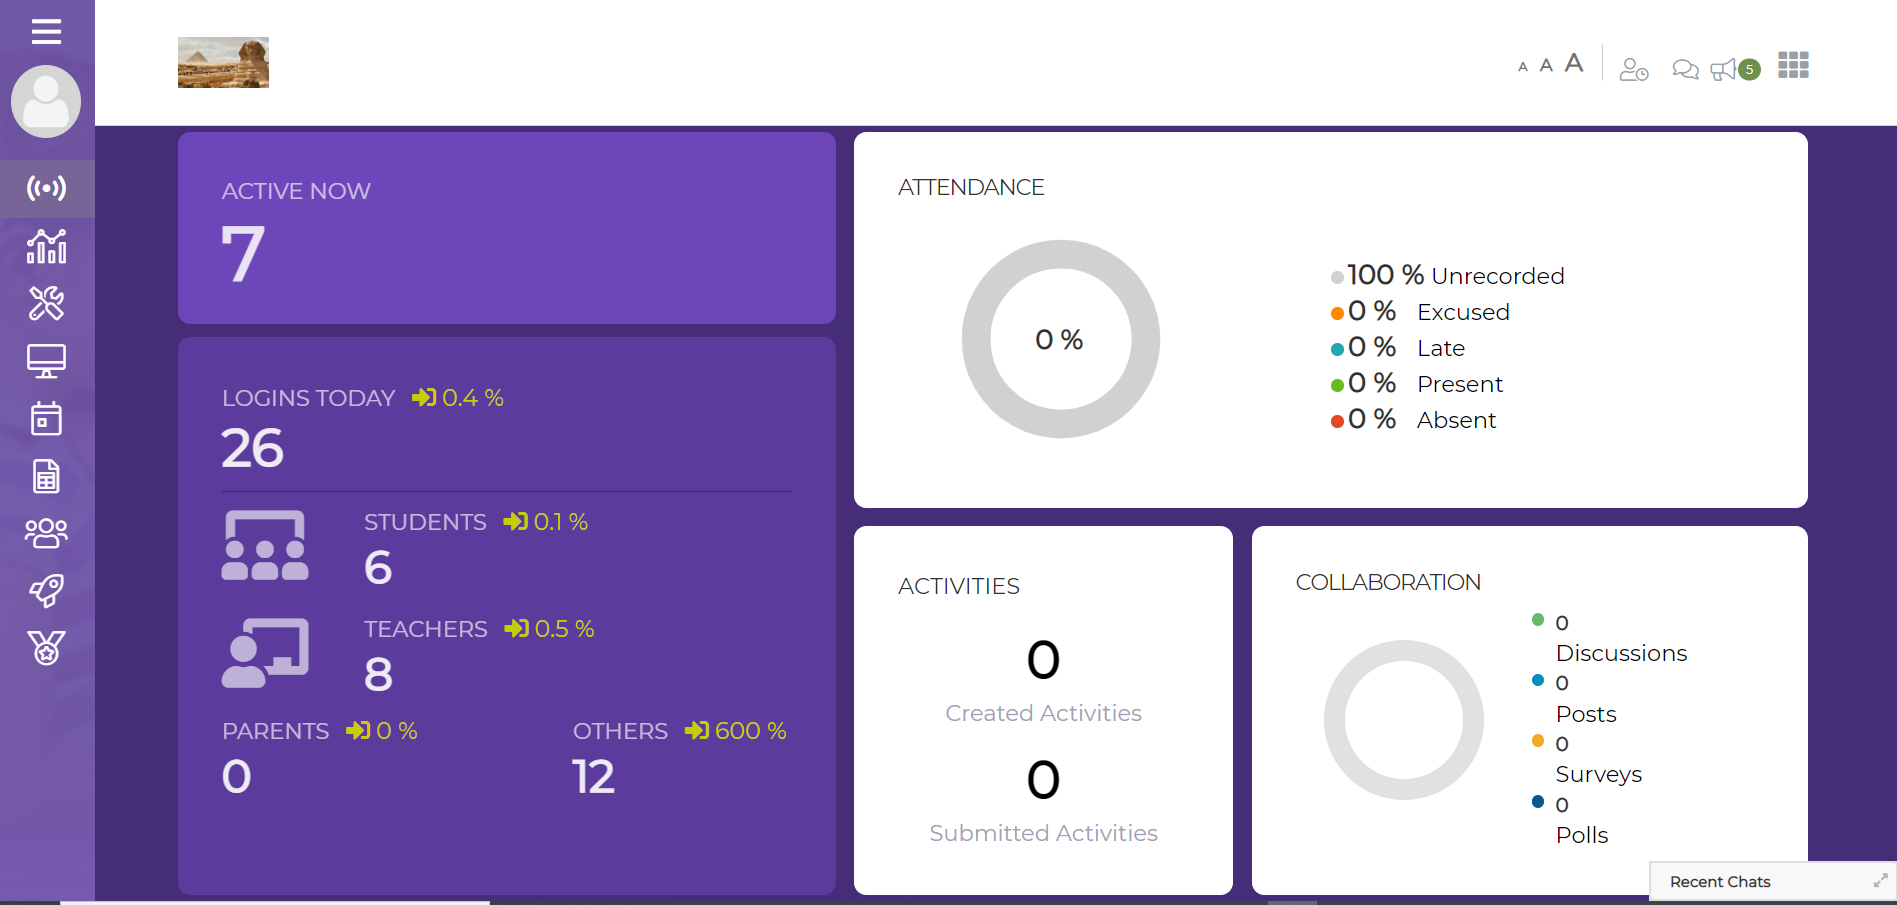 A A A
5
ACTIVE NOW
7
LOGINS TODAY 0.4 %
26
STUDENTS 0.1 %
6
TEACHERS 0.5 %
8
PARENTS 0 %
0
OTHERS 600 %
12
ATTENDANCE
0 %
100 % Unrecorded
0 % Excused
0 % Late
0 % Present
0 % Absent
ACTIVITIES
0
Created Activities
0
Submitted Activities
COLLABORATION
0
Discussions
0
Posts
0
Surveys
0
Polls
Recent Chats